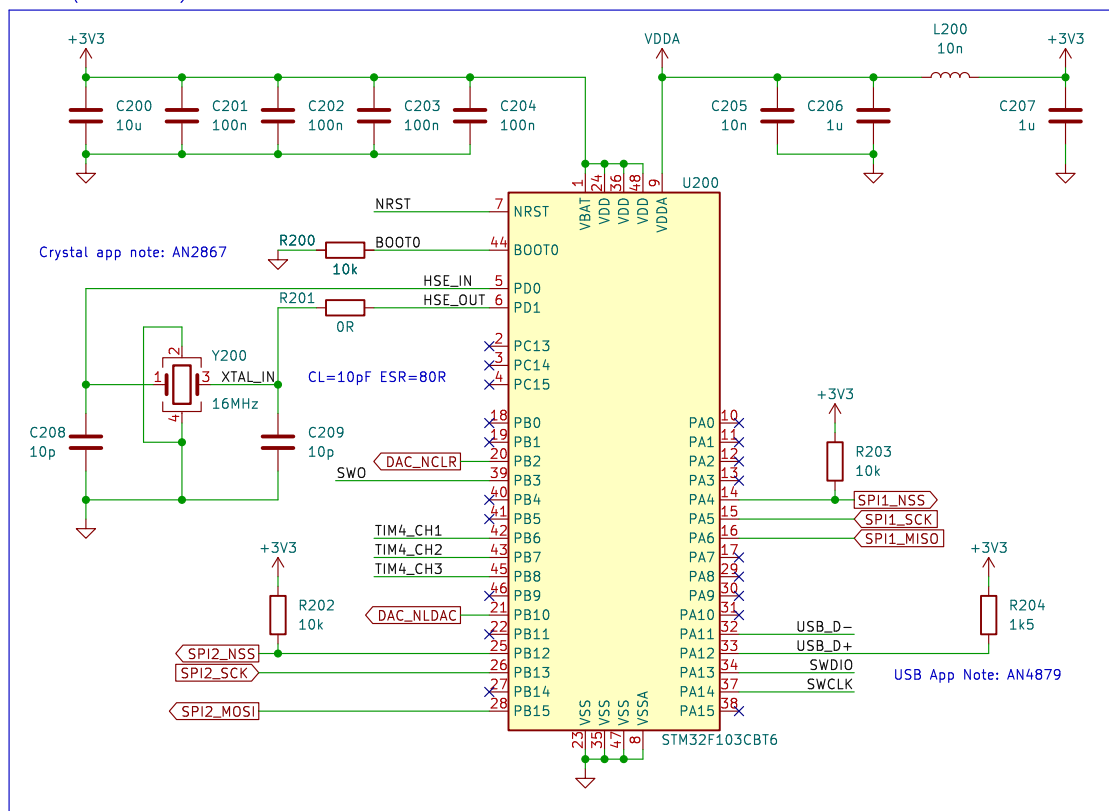 +3V3
VDDA
L200
10n
+3V3
C200
10u
C201
100n
C202
100n
C203
100n
C204
100n
C205
10n
C206
1u
C207
1u
U200
1
24
36
48
9
VBAT
VDD
VDD
VDD
VDDA
NRST
7
NRST
Crystal app note: AN2867
R200
10k
BOOT0
44
BOOT0
HSE_IN
5
PD0
R201
0R
HSE_OUT
6
PD1
2
PC13
3
PC14
4
PC15
Y200
16MHz
1
2
3
4
XTAL_IN
CL=10pF ESR=80R
C208
10p
C209
10p
18
PB0
19
PB1
DAC_NCLR
20
PB2
SWO
39
PB3
40
PB4
41
PB5
TIM4_CH1
42
PB6
TIM4_CH2
43
PB7
TIM4_CH3
45
PB8
46
PB9
DAC_NLDAC
21
PB10
22
PB11
+3V3
R202
10k
SPI2_NSS
25
PB12
SPI2_SCK
26
PB13
27
PB14
SPI2_MOSI
28
PB15
PA0
10
PA1
11
PA2
12
PA3
13
PA4
14
SPI1_NSS
PA5
15
SPI1_SCK
PA6
16
SPI1_MISO
+3V3
R203
10k
PA7
17
PA8
29
PA9
30
PA10
31
PA11
32
USB_D-
PA12
33
USB_D+
PA13
34
SWDIO
PA14
37
SWCLK
PA15
38
+3V3
R204
1k5
USB App Note: AN4879
VSS
VSS
VSS
VSSA
23
35
47
8
STM32F103CBT6